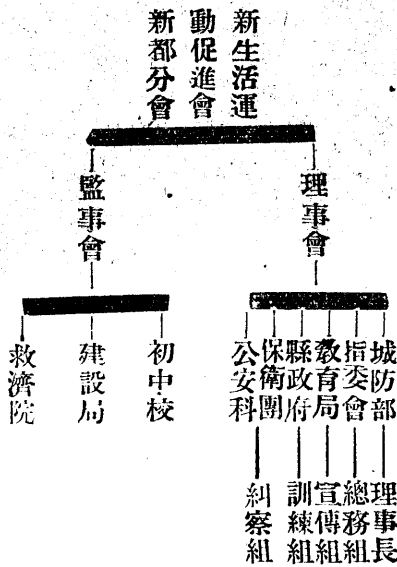 新生活運
動促進會
新都分會
理事會
監事會
城防部
指委會
教育局
縣政府
保衛團
公安科
初中校
建設局
救濟院
理事長
總務組
宣傳組
訓練組
糾察組